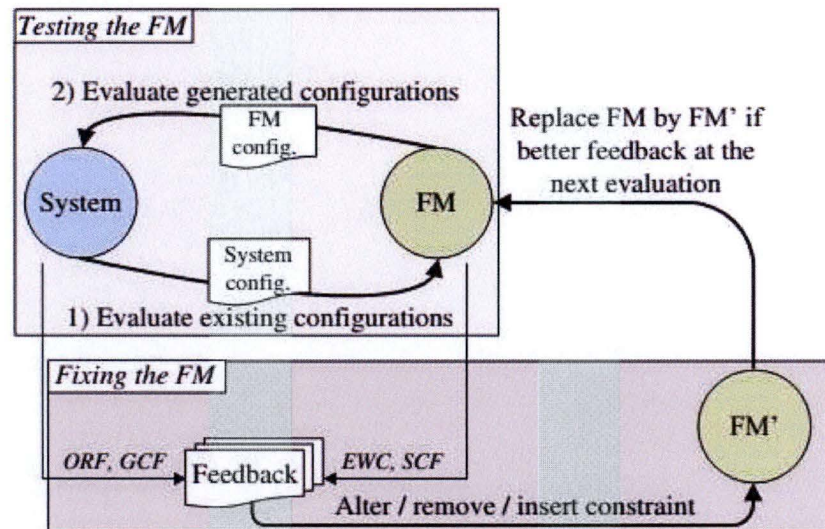 Testing the FM
2) Evaluate generated configurations
FM
config.
System
FM
System
config.
1) Evaluate existing configurations
Replace FM by FM’ if
better feedback at the
next evaluation
Fixing the FM
ORF, GCF
Feedback
EWC, SCF
FM’
Alter / remove / insert constraint